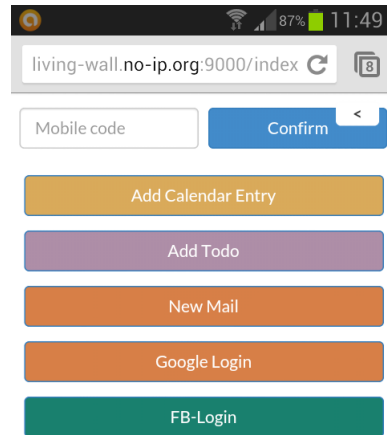 87% 11:49
living-wall.no-ip.org:9000/index 8
Mobile code Confirm <
Add Calendar Entry
Add Todo
New Mail
Google Login
FB-Login